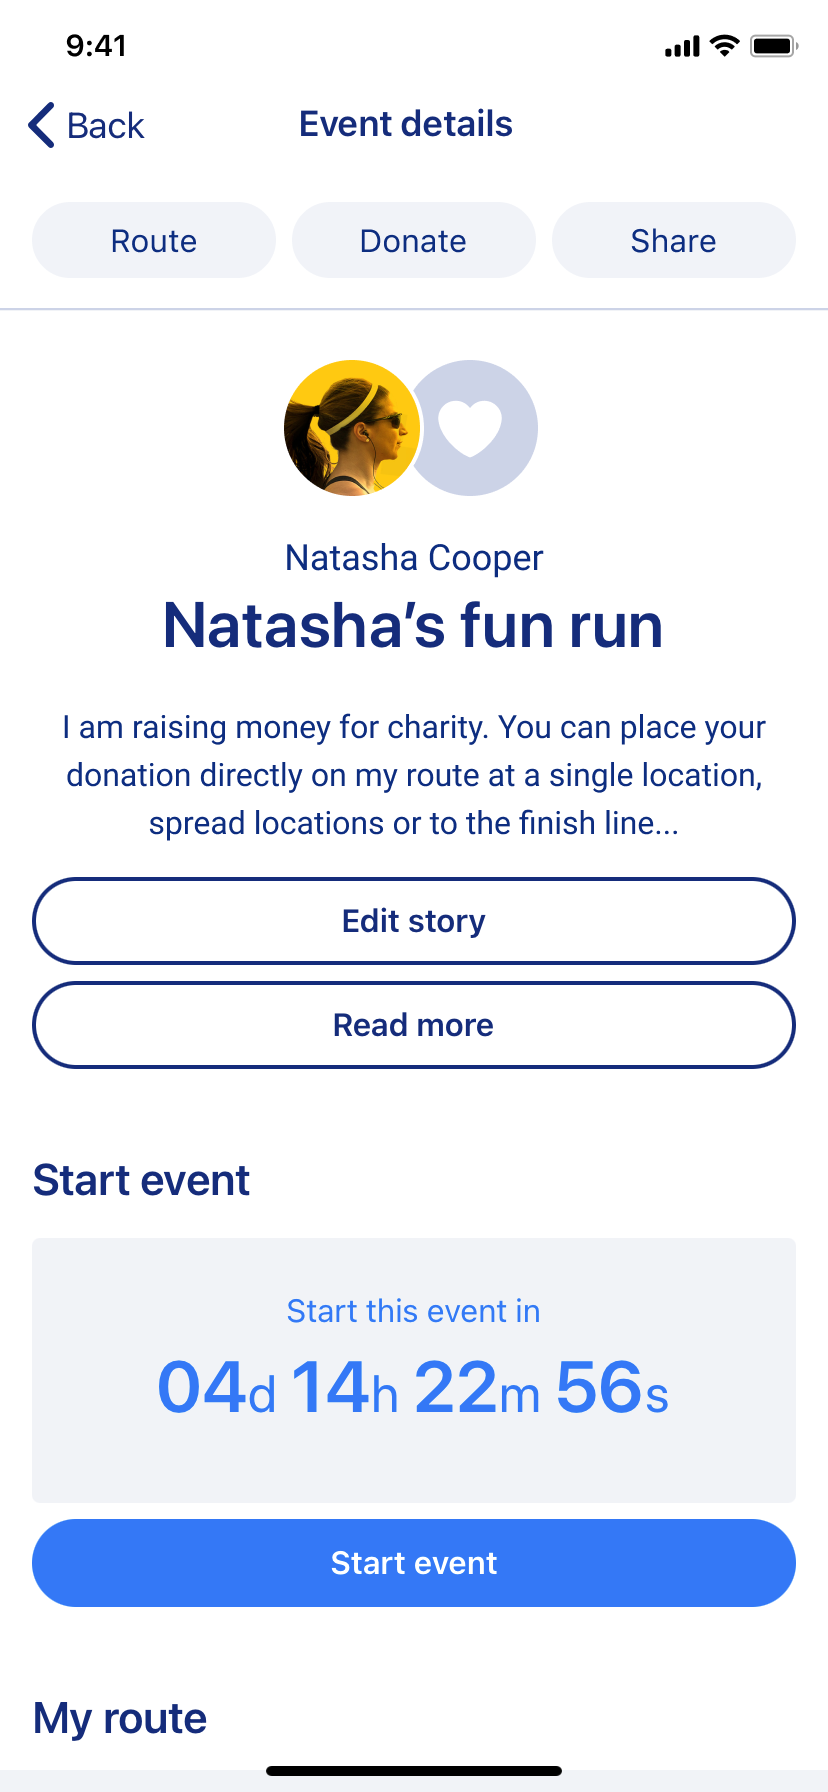 9:41
Back
Event details
Route
Donate
Share
Natasha Cooper
Natasha’s fun run
I am raising money for charity. You can place your
donation directly on my route at a single location,
spread locations or to the finish line...
Edit story
Read more
Start event
Start this event in
04d 14h 22m 56s
Start event
My route